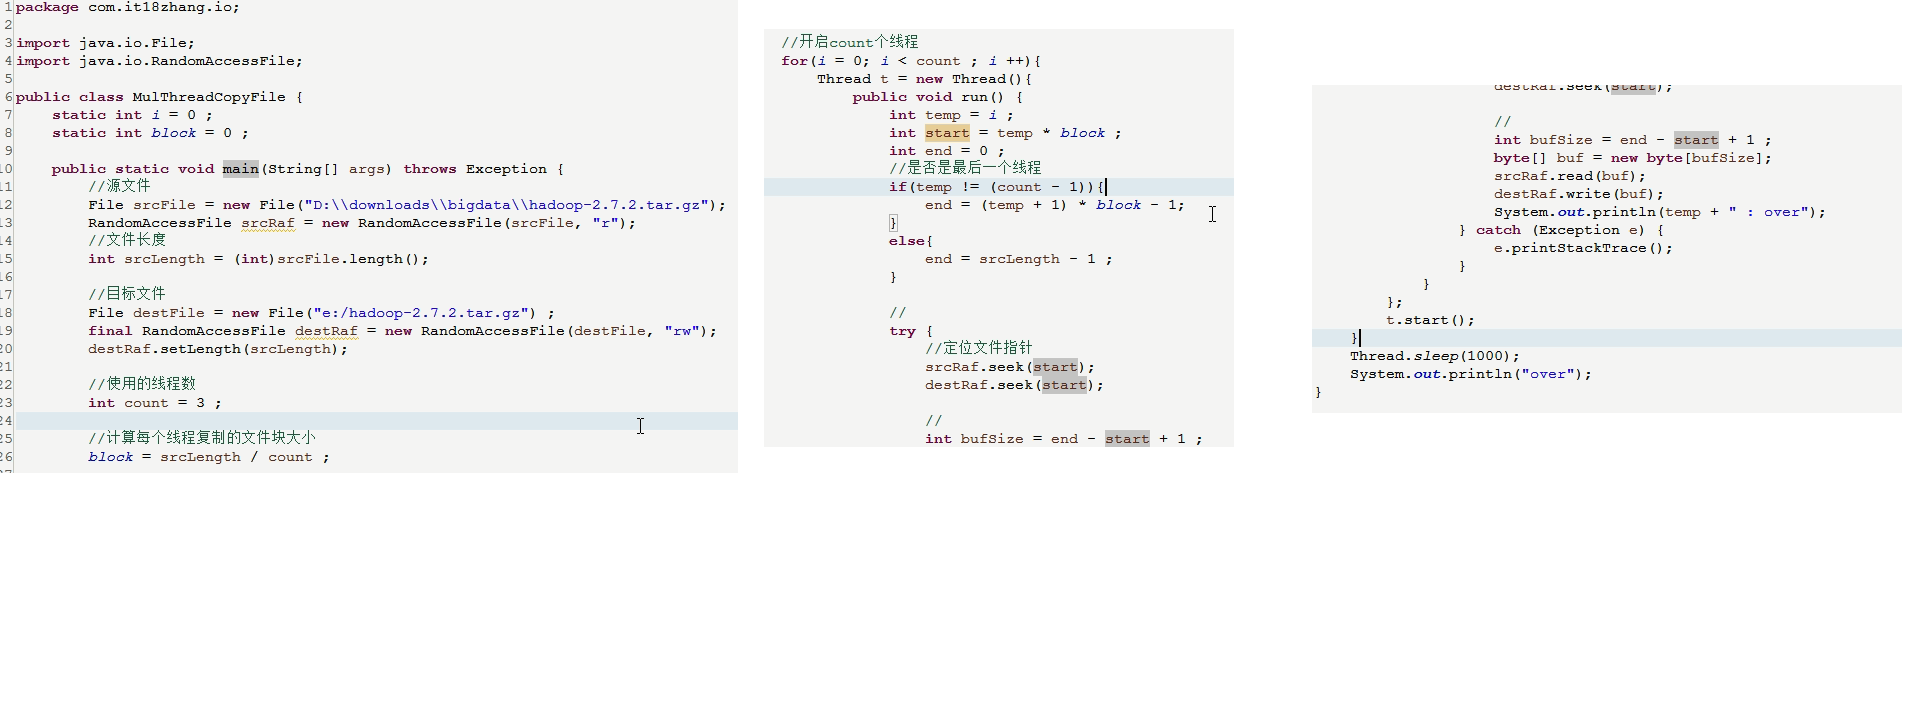 1 package com.it18zhang.io;
2
3 import java.io.File;
4 import java.io.RandomAccessFile;
5
6 public class MulThreadCopyFile {
7 static int i = 0 ;
8 static int block = 0 ;
9
10 public static void main(String[] args) throws Exception {
11 //源文件
12 File srcFile = new File("D:\\downloads\\bigdata\\hadoop-2.7.2.tar.gz");
13 RandomAccessFile srcRaf = new RandomAccessFile(srcFile, "r");
14 //文件长度
15 int srcLength = (int)srcFile.length();
16
17 //目标文件
18 File destFile = new File("e:/hadoop-2.7.2.tar.gz") ;
19 final RandomAccessFile destRaf = new RandomAccessFile(destFile, "rw");
20 destRaf.setLength(srcLength);
21
22 //使用的线程数
23 int count = 3 ;
24
25 //计算每个线程复制的文件块大小
26 block = srcLength / count ;
//开启count个线程
for(i = 0; i < count ; i ++){
Thread t = new Thread(){
public void run() {
int temp = i ;
int start = temp * block ;
int end = 0 ;
//是否是最后一个线程
if(temp != (count - 1)){
end = (temp + 1) * block - 1;
}
else{
end = srcLength - 1 ;
}
//
try {
//定位文件指针
srcRaf.seek(start);
destRaf.seek(start);
//
int bufSize = end - start + 1 ;
destRaf.seek(start);
//
int bufSize = end - start + 1 ;
byte[] buf = new byte[bufSize];
srcRaf.read(buf);
destRaf.write(buf);
System.out.println(temp + " : over");
} catch (Exception e) {
e.printStackTrace();
}
}
};
t.start();
}
Thread.sleep(1000);
System.out.println("over");
}